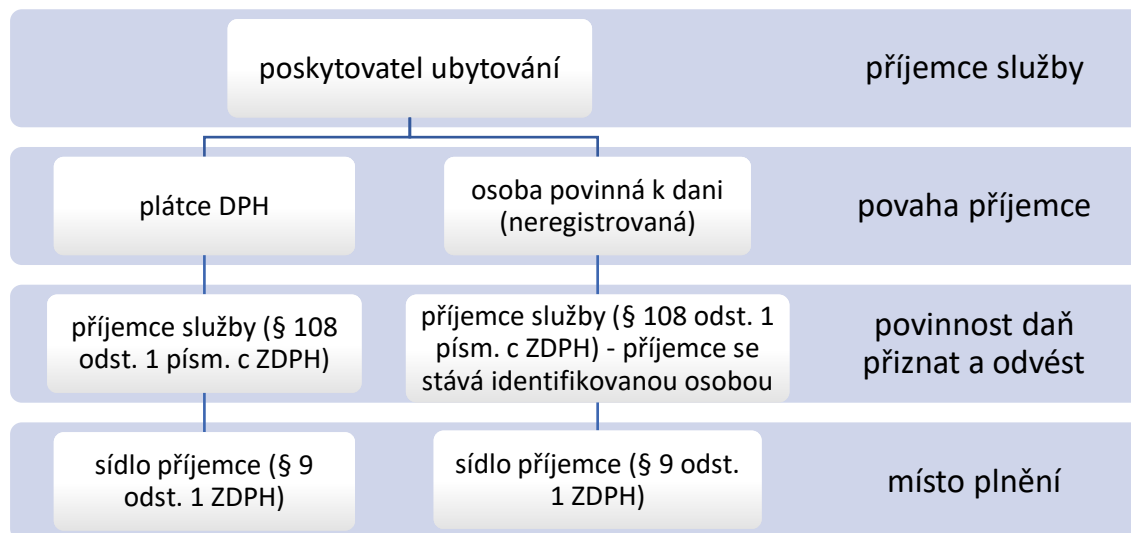 poskytovatel ubytování
příjemce služby
plátce DPH
osoba povinná k dani
(neregistrovaná)
povaha příjemce
příjemce služby (§ 108
odst. 1 písm. c ZDPH)
příjemce služby (§ 108 odst. 1
písm. c ZDPH) - příjemce se
stává identifikovanou osobou
povinnost daň
přiznat a odvést
sídlo příjemce (§ 9
odst. 1 ZDPH)
sídlo příjemce (§ 9 odst.
1 ZDPH)
místo plnění